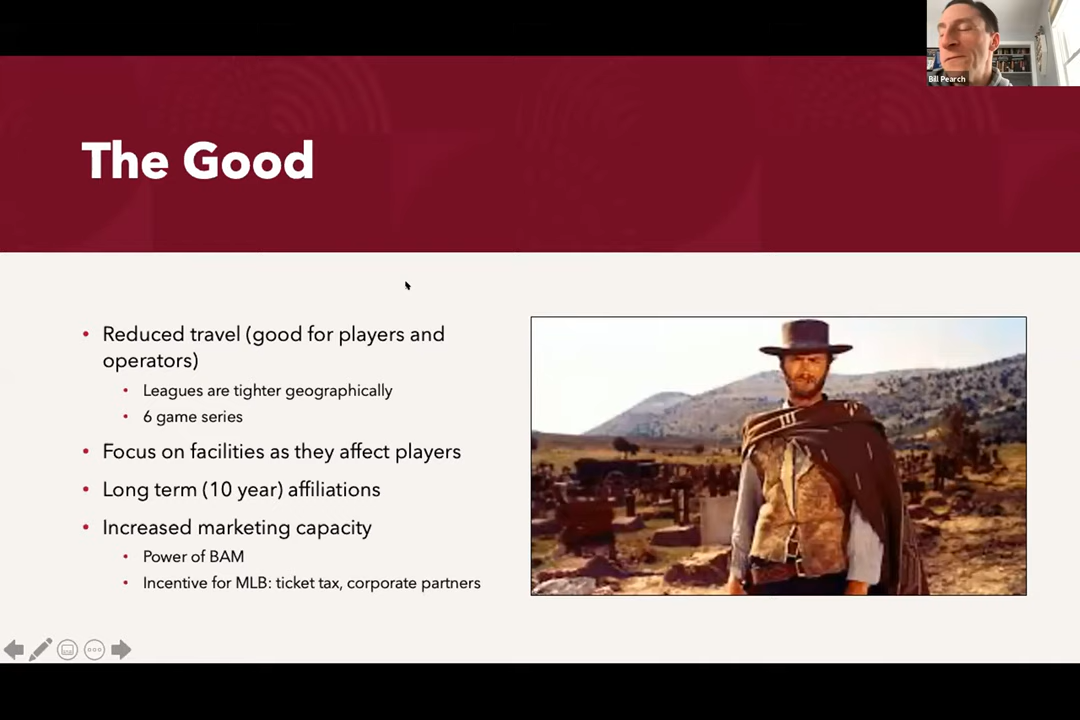 Bill Pearch
The Good
• Reduced travel (good for players and
operators)
• Leagues are tighter geographically
• 6 game series
• Focus on facilities as they affect players
• Long term (10 year) affiliations
• Increased marketing capacity
• Power of BAM
• Incentive for MLB: ticket tax, corporate partners